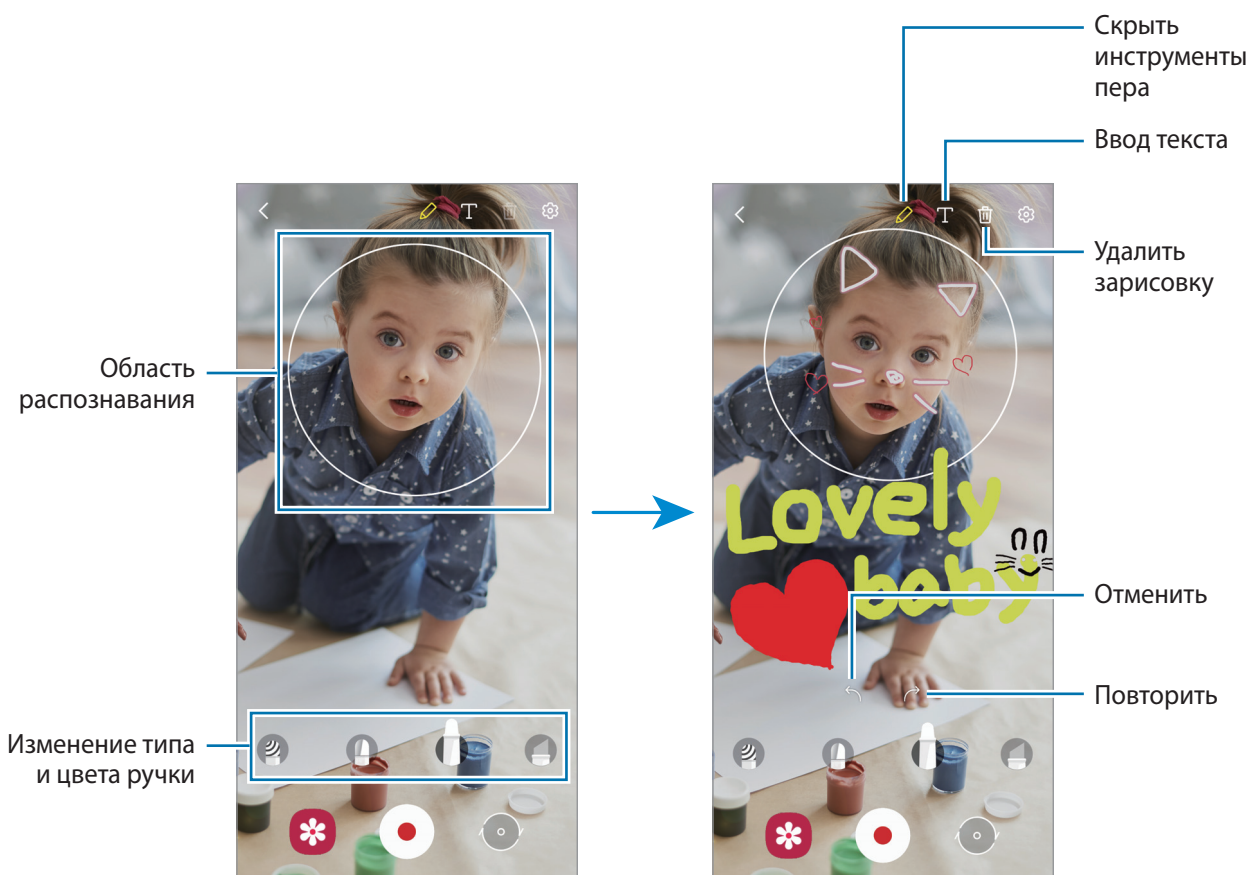 Скрыть
инструменты
пера
Ввод текста
Удалить
зарисовку
Область
распознавания
Lovely
baby
Отменить
Повторить
Изменение типа
и цвета ручки